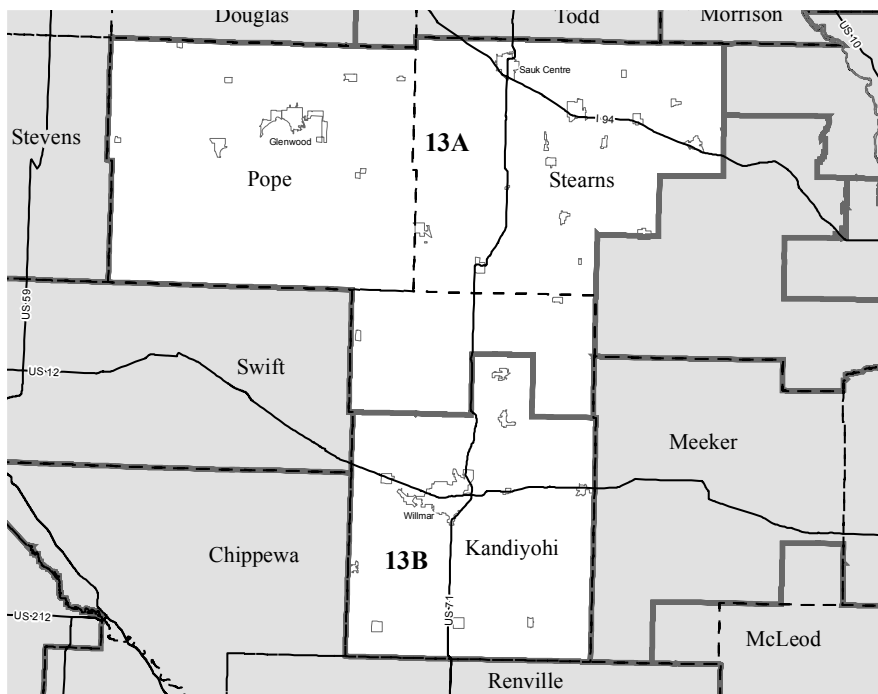 Douglas
Todd
Morrison
US-10
Sauk Centre
Stevens
I-94
Glenwood
13A
Pope
Stearns
US-59
Swift
US-12
Meeker
Willmar
Chippewa
13B
Kandiyohi
US-212
US-71
McLeod
Renville